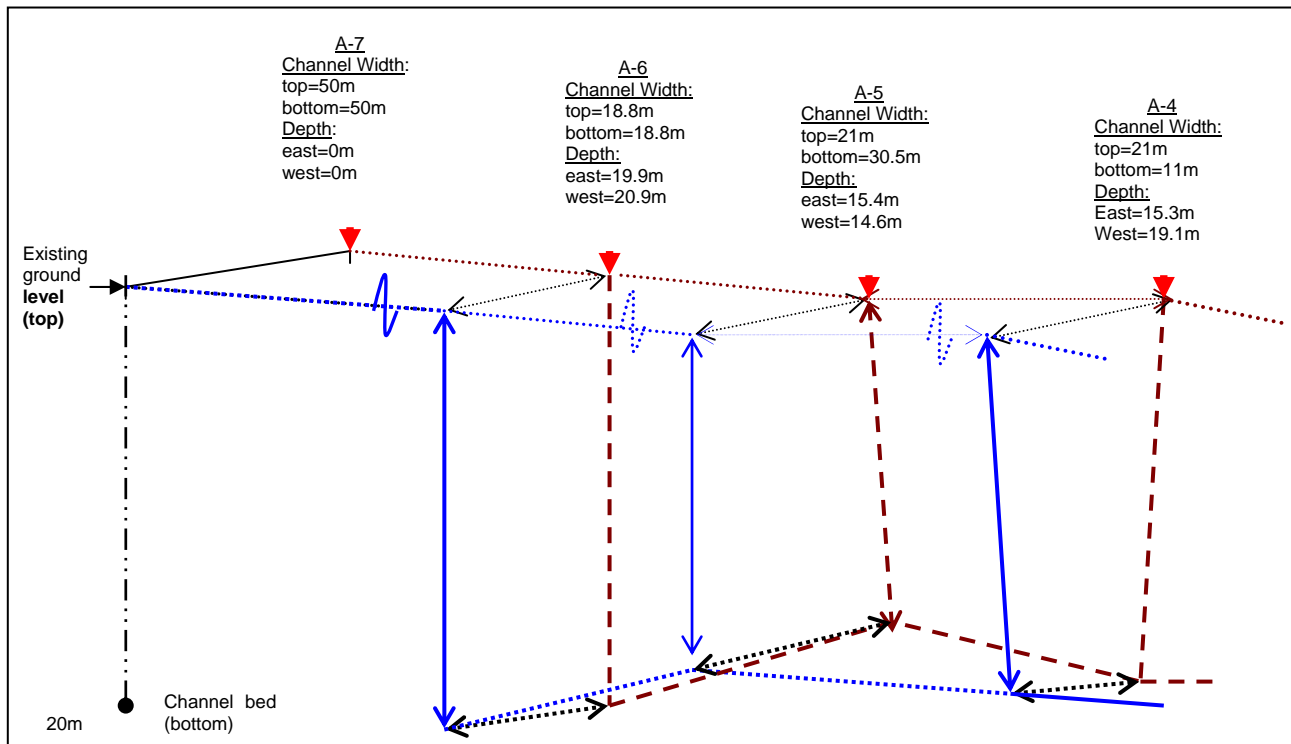 A-7
Channel Width:
top=50m
bottom=50m
Depth:
east=0m
west=0m
A-6
Channel Width:
top=18.8m
bottom=18.8m
Depth:
east=19.9m
west=20.9m
A-5
Channel Width:
top=21m
bottom=30.5m
Depth:
east=15.4m
west=14.6m
A-4
Channel Width:
top=21m
bottom=11m
Depth:
East=15.3m
West=19.1m
Existing
ground
level
(top)
Channel bed
(bottom)
20m